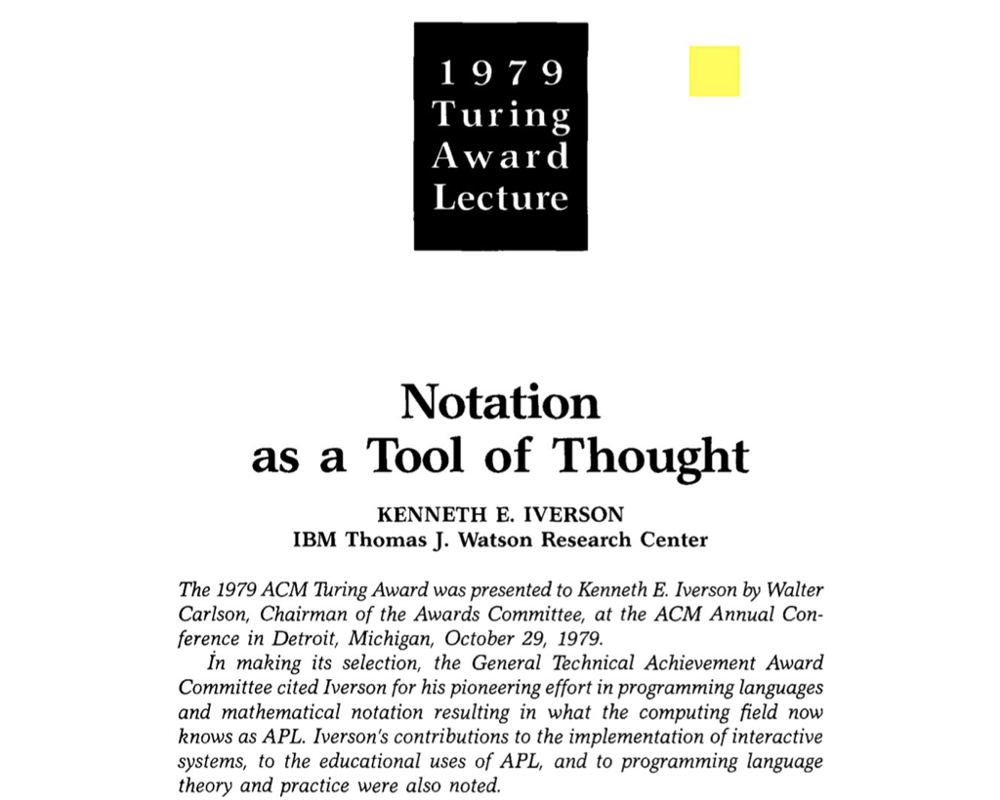 1979
Turing
Award
Lecture
Notation
as a Tool of Thought
KENNETH E. IVERSON
IBM Thomas J. Watson Research Center
The 1979 ACM Turing Award was presented to Kenneth E. Iverson by Walter
Carlson, Chairman of the Awards Committee, at the ACM Annual Con-
ference in Detroit, Michigan, October 29, 1979.
In making its selection, the General Technical Achievement Award
Committee cited Iverson for his pioneering effort in programming languages
and mathematical notation resulting in what the computing field now
knows as APL. Iverson's contributions to the implementation of interactive
systems, to the educational uses of APL, and to programming language
theory and practice were also noted.